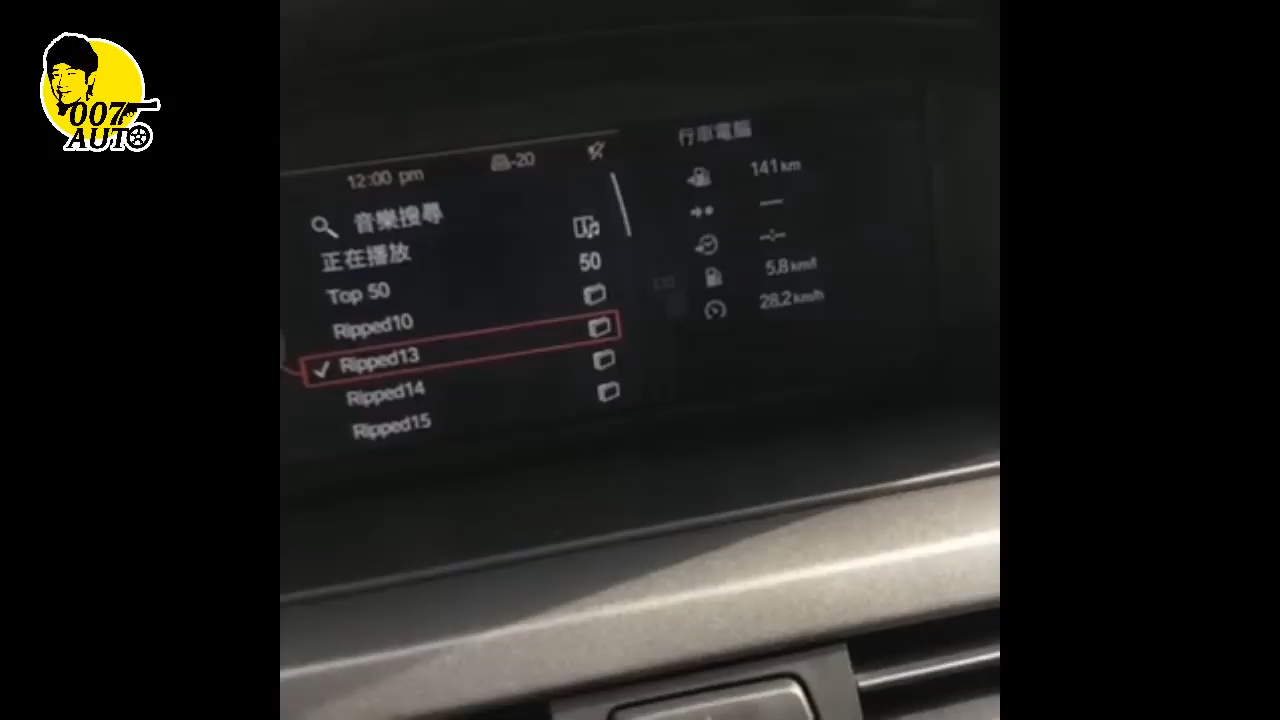 007
AUTO
12:00 pm
-20
音樂搜尋
正在播放
Top 50
50
Ripped10
Ripped13
Ripped14
Ripped15
行車電腦
141 km
---
--:--
5.8 km/l
28.2 km/h